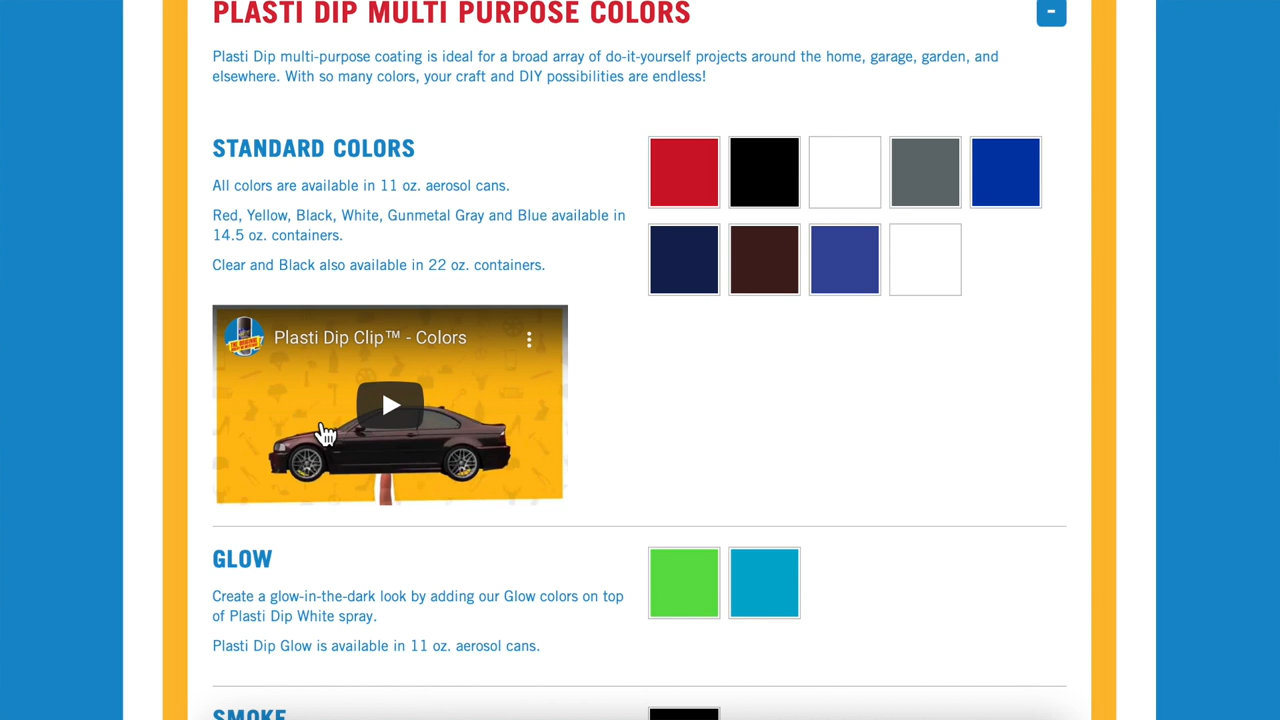 PLASTI DIP MULTI PURPOSE COLORS
-
Plasti Dip multi-purpose coating is ideal for a broad array of do-it-yourself projects around the home, garage, garden, and
elsewhere. With so many colors, your craft and DIY possibilities are endless!
STANDARD COLORS
All colors are available in 11 oz. aerosol cans.
Red, Yellow, Black, White, Gunmetal Gray and Blue available in
14.5 oz. containers.
Clear and Black also available in 22 oz. containers.
Plasti Dip Clip™ - Colors
GLOW
Create a glow-in-the-dark look by adding our Glow colors on top
of Plasti Dip White spray.
Plasti Dip Glow is available in 11 oz. aerosol cans.
SMOKE